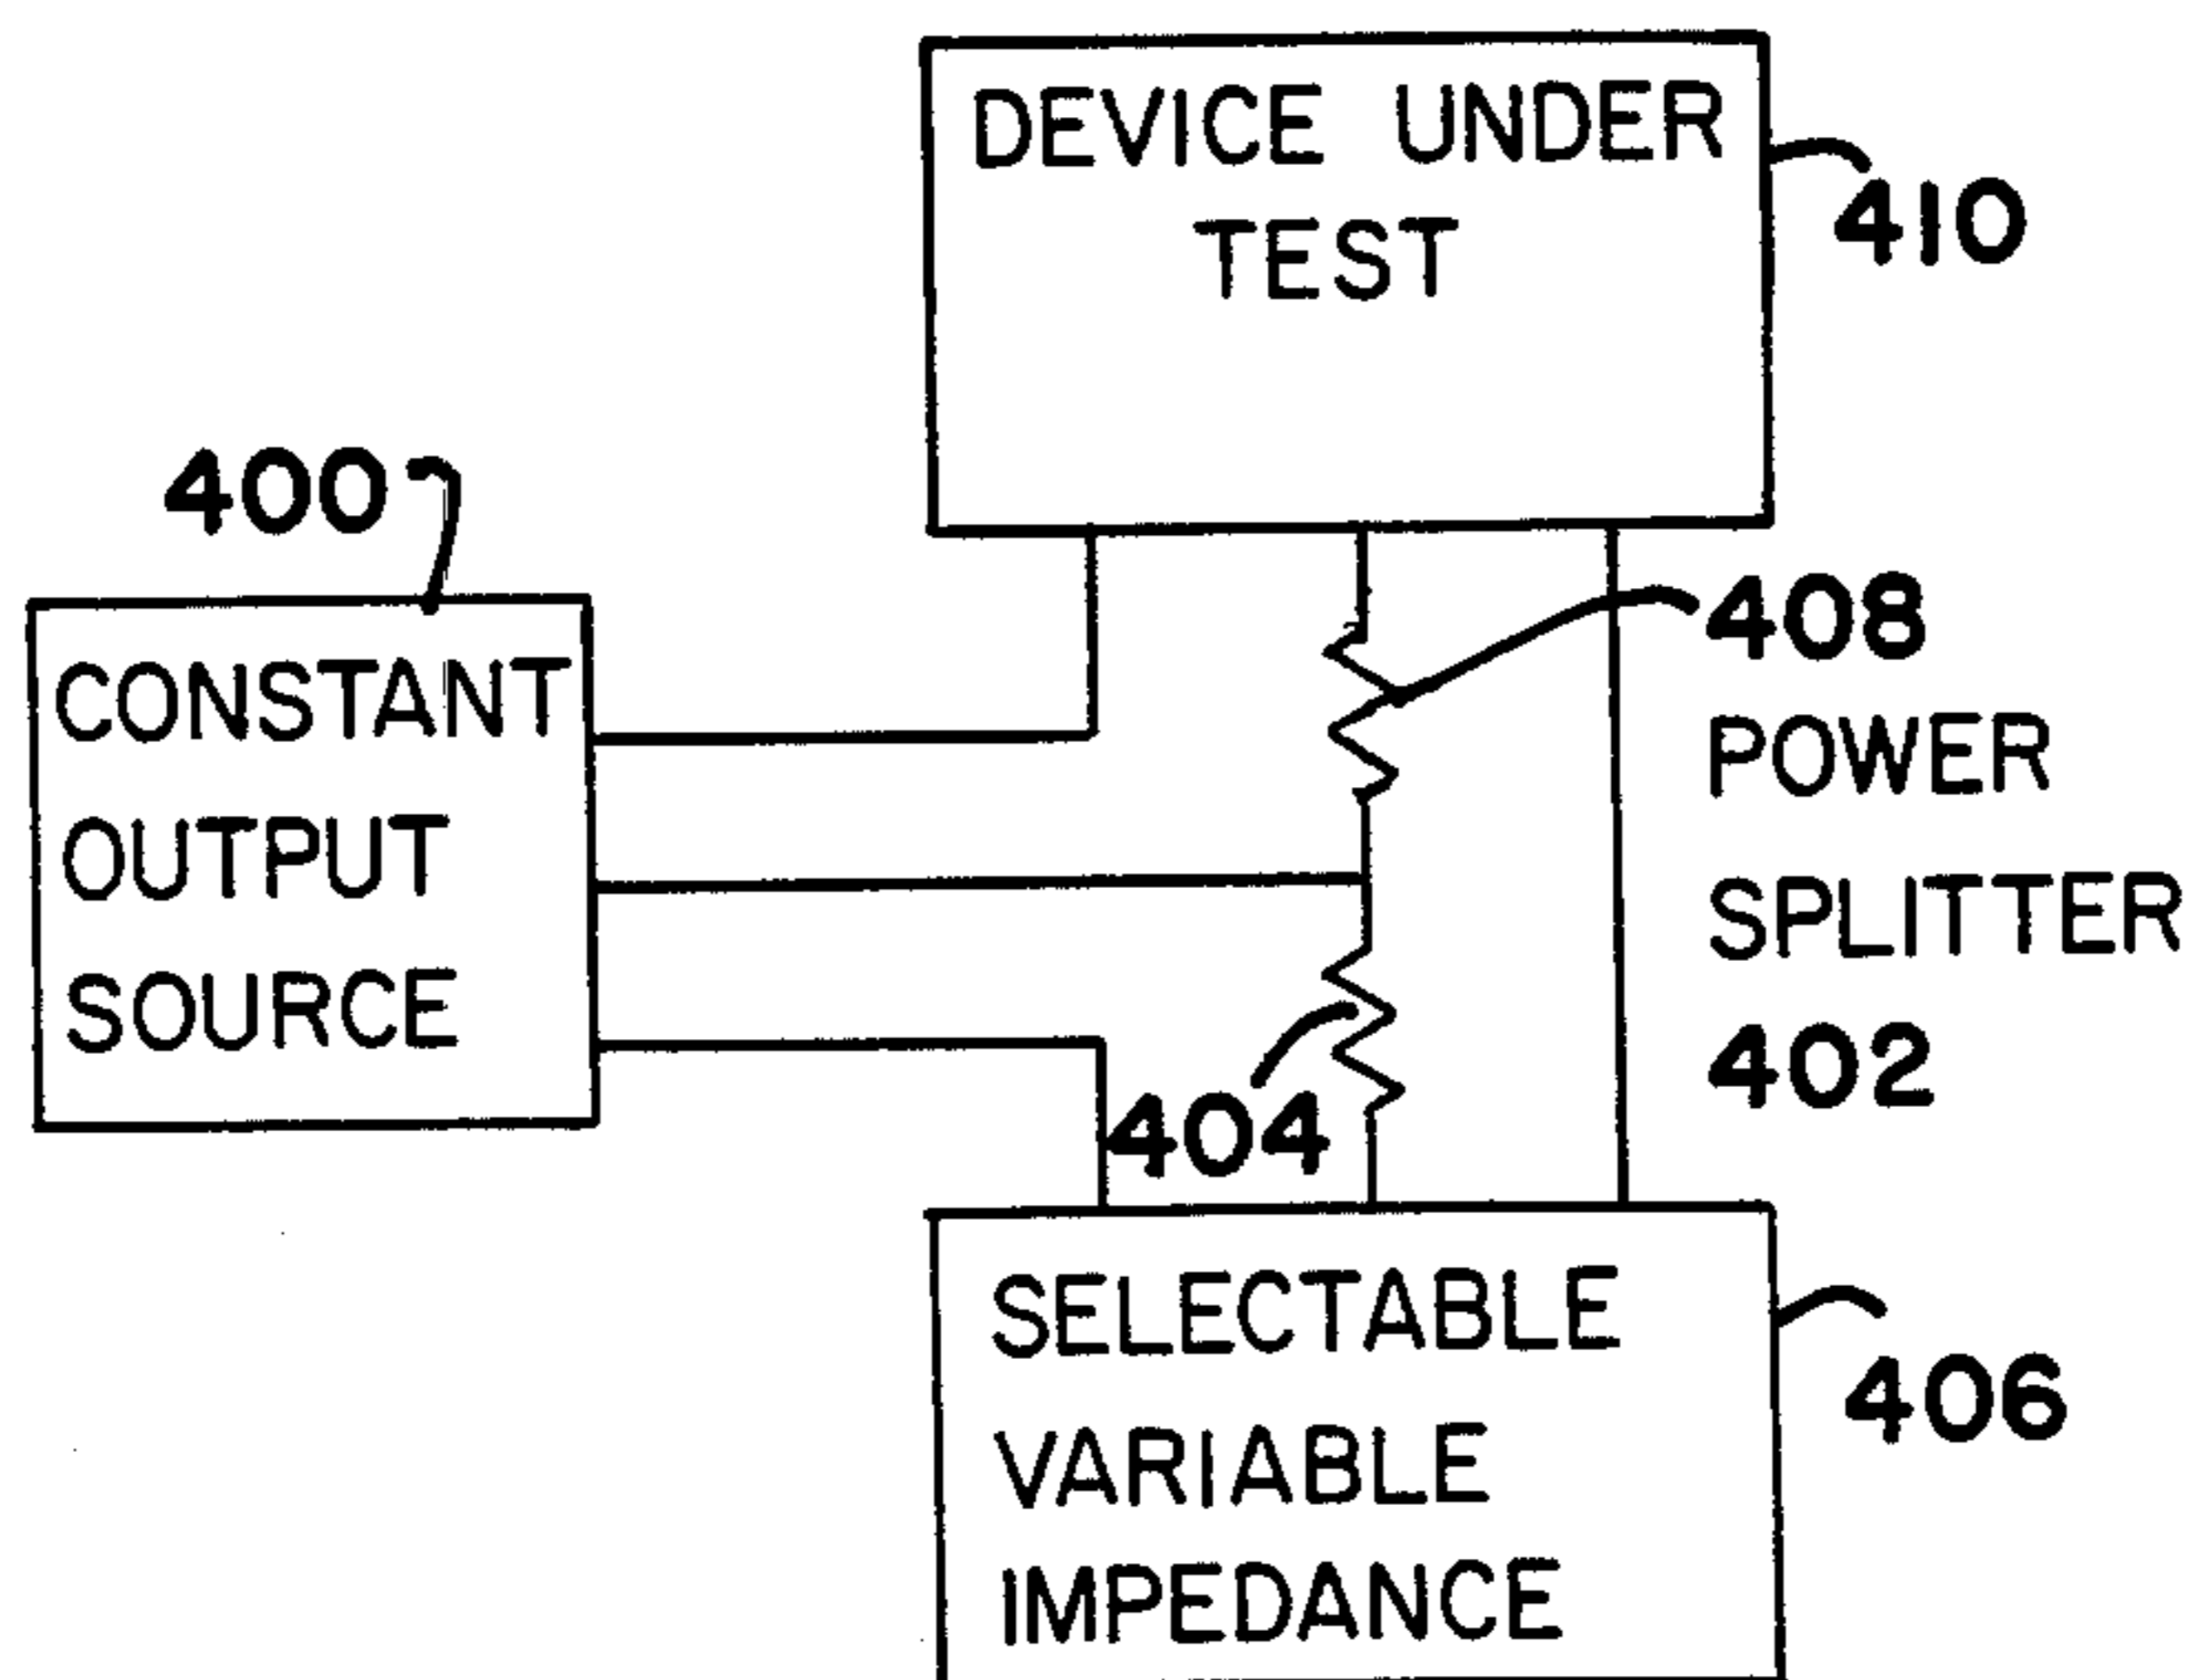 DEVICE UNDER
TEST
410
400
CONSTANT
OUTPUT
SOURCE
408
POWER
SPLITTER
402
404
SELECTABLE
VARIABLE
IMPEDANCE
406